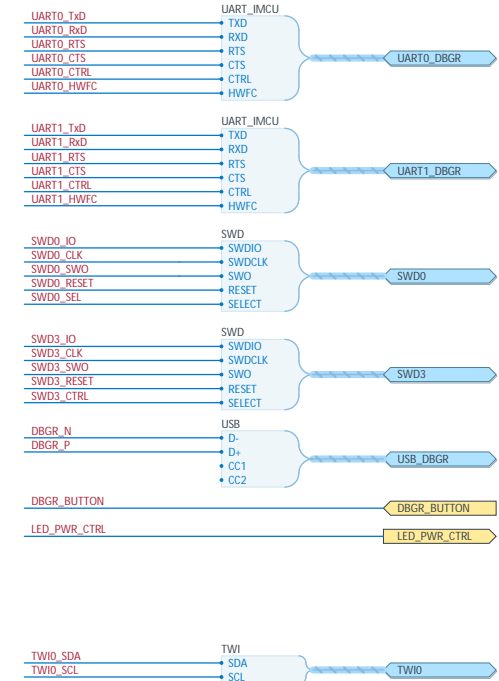 UART_IMCU
UART0_TxD TXD
UART0_RxD RXD
UART0_RTS RTS
UART0_CTS CTS UART0_DBGR
UART0_CTRL CTRL
UART0_HWFC HWFC
UART_IMCU
UART1_TxD TXD
UART1_RxD RXD
UART1_RTS RTS
UART1_CTS CTS UART1_DBGR
UART1_CTRL CTRL
UART1_HWFC HWFC
SWD
SWD0_IO SWDIO
SWD0_CLK SWDCLK
SWD0_SWO SWO SWD0
SWD0_RESET RESET
SWD0_SEL SELECT
SWD
SWD3_IO SWDIO
SWD3_CLK SWDCLK
SWD3_SWO SWO SWD3
SWD3_RESET RESET
SWD3_CTRL SELECT
USB
DBGR_N D-
DBGR_P D+ USB_DBGR
CC1
CC2
DBGR_BUTTON DBGR_BUTTON
LED_PWR_CTRL LED_PWR_CTRL
TWI
TWI0_SDA SDA
TWI0_SCL SCL TWI0